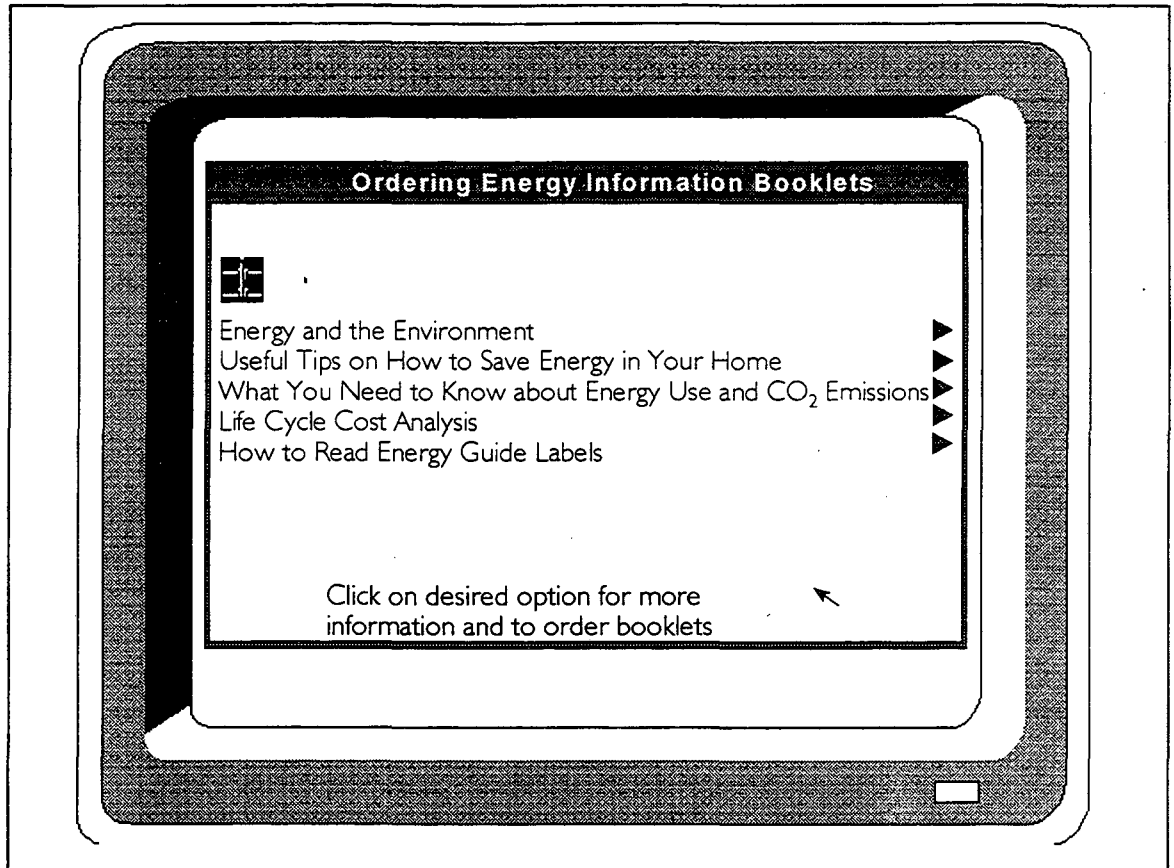 Ordering Energy Information Booklets
Energy and the Environment
Useful Tips on How to Save Energy in Your Home
What You Need to Know about Energy Use and CO₂ Emissions
Life Cycle Cost Analysis
How to Read Energy Guide Labels
Click on desired option for more
information and to order booklets